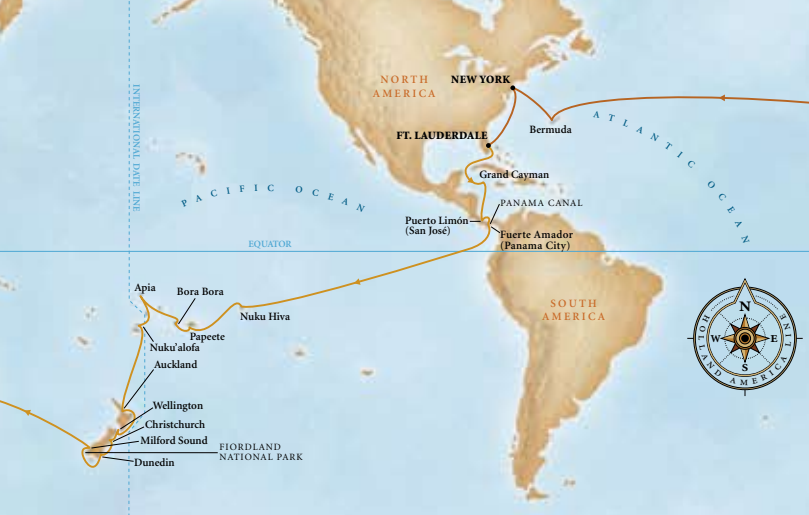 NORTH
AMERICA
NEW YORK
Bermuda
FT. LAUDERDALE
ATLANTIC OCEAN
INTERNATIONAL DATE LINE
PACIFIC OCEAN
Grand Cayman
PANAMA CANAL
Puerto Limón
(San José)
Fuerte Amador
(Panama City)
EQUATOR
Apia
Bora Bora
Nuku Hiva
Papeete
SOUTH
AMERICA
Nuku'alofa
Auckland
Wellington
Christchurch
Milford Sound
FIORDLAND
NATIONAL PARK
Dunedin
N
W
E
S
HOLLAND AMERICA LINE